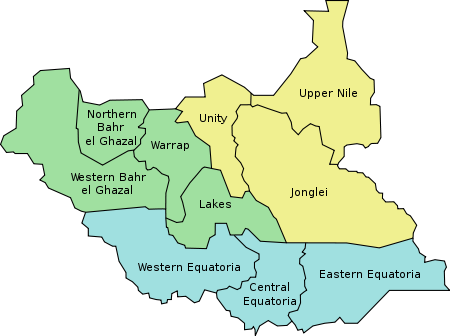 Upper Nile
Northern
Bahr
el Ghazal
Unity
Warrap
Western Bahr
el Ghazal
Jonglei
Lakes
Western Equatoria
Central
Equatoria
Eastern Equatoria